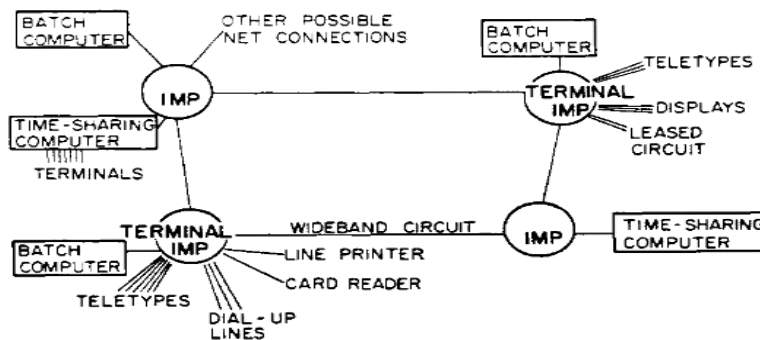 BATCH
COMPUTER
OTHER POSSIBLE
NET CONNECTIONS
IMP
TIME-SHARING
COMPUTER
TERMINALS
BATCH
COMPUTER
TELETYPES
TERMINAL
IMP
DISPLAYS
LEASED
CIRCUIT
TERMINAL
IMP
WIDEBAND CIRCUIT
BATCH
COMPUTER
LINE PRINTER
CARD READER
TELETYPES
DIAL-UP
LINES
IMP
TIME-SHARING
COMPUTER